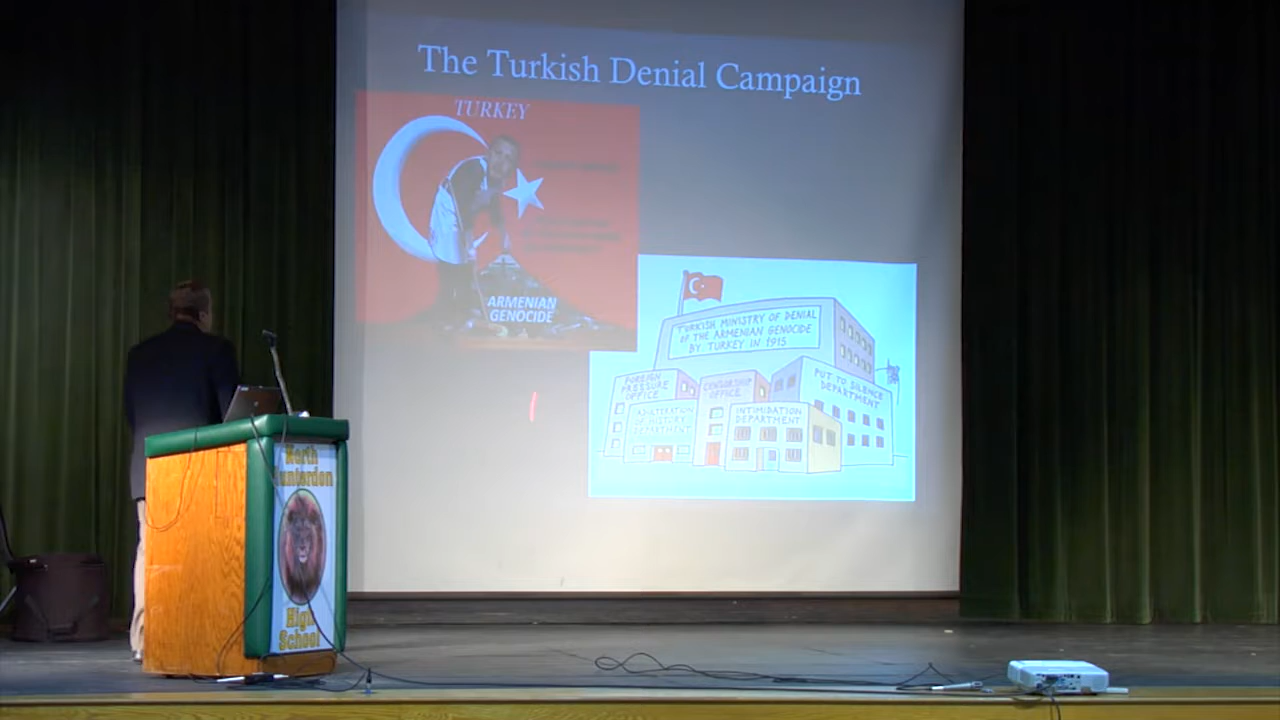 The Turkish Denial Campaign
TURKEY
ARMENIAN
GENOCIDE
TURKISH MINISTRY OF DENIAL
OF THE ARMENIAN GENOCIDE
BY TURKEY IN 1915
FOREIGN
PRESSURE
OFFICE
CENSORSHIP
OFFICE
PUT TO SILENCE
DEPARTMENT
ADULTERATION
OF HISTORY
DEPARTMENT
INTIMIDATION
DEPARTMENT
North
Hunterdon
High
School